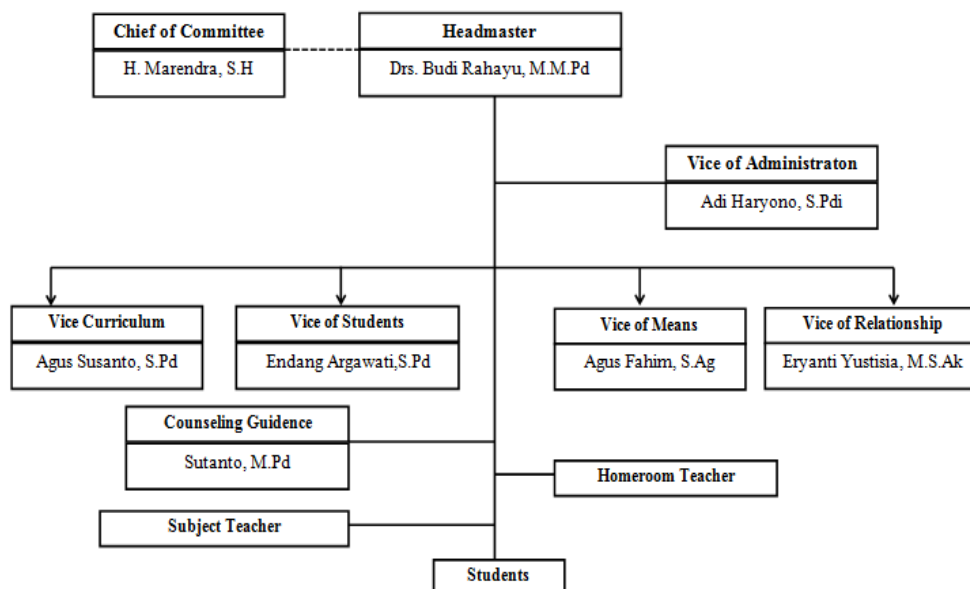 Chief of Committee
H. Marendra, S.H
Headmaster
Drs. Budi Rahayu, M.M.Pd
Vice of Administraton
Adi Haryono, S.Pdi
Vice Curriculum
Agus Susanto, S.Pd
Vice of Students
Endang Argawati,S.Pd
Vice of Means
Agus Fahim, S.Ag
Vice of Relationship
Eryanti Yustisia, M.S.Ak
Counseling Guidence
Sutanto, M.Pd
Homeroom Teacher
Subject Teacher
Students